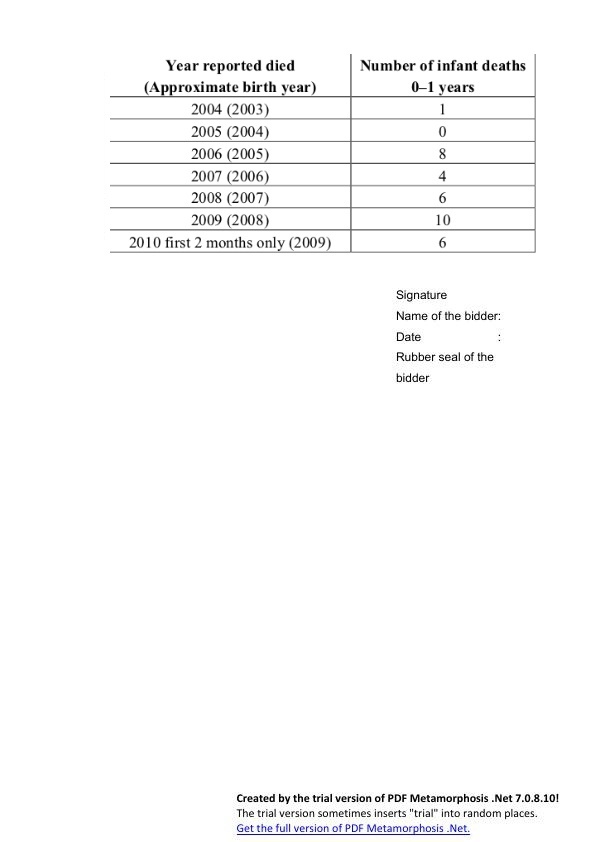 Year reported died Number of infant deaths
(Approximate birth year) 0–1 years
2004 (2003) 1
2005 (2004) 0
2006 (2005) 8
2007 (2006) 4
2008 (2007) 6
2009 (2008) 10
2010 first 2 months only (2009) 6
Signature
Name of the bidder:
Date :
Rubber seal of the
bidder
Created by the trial version of PDF Metamorphosis .Net 7.0.8.10!
The trial version sometimes inserts "trial" into random places.
Get the full version of PDF Metamorphosis .Net.